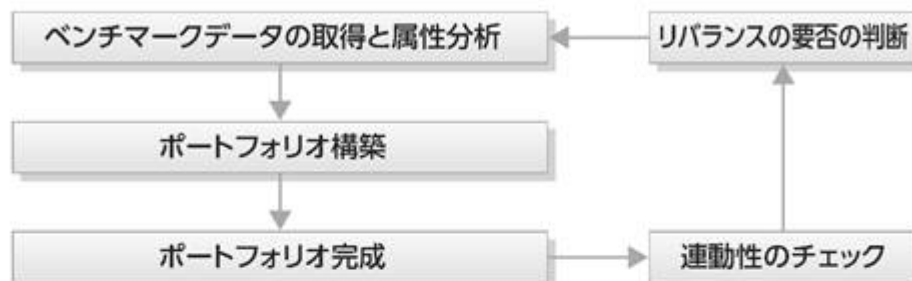 ベンチマークデータの取得と属性分析
リバランスの要否の判断
ポートフォリオ構築
ポートフォリオ完成
連動性のチェック